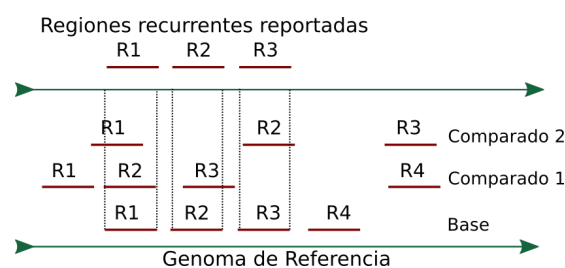 Regiones recurrentes reportadas
R1 R2 R3
R1 R2 R3 Comparado 2
R1 R2 R3 R4 Comparado 1
R1 R2 R3 R4 Base
Genoma de Referencia